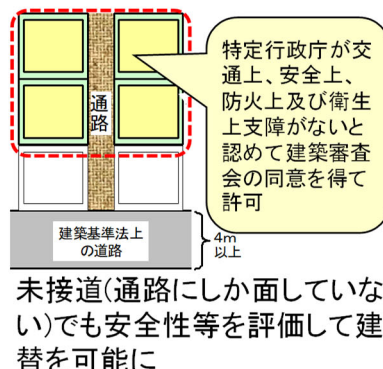 通路
特定行政庁が交
通上、安全上、
防火上及び衛生
上支障がないと
認めて建築審査
会の同意を得て
許可
建築基準法上
の道路
4m
以上
未接道(通路にしか面していな
い)でも安全性等を評価して建
替を可能に